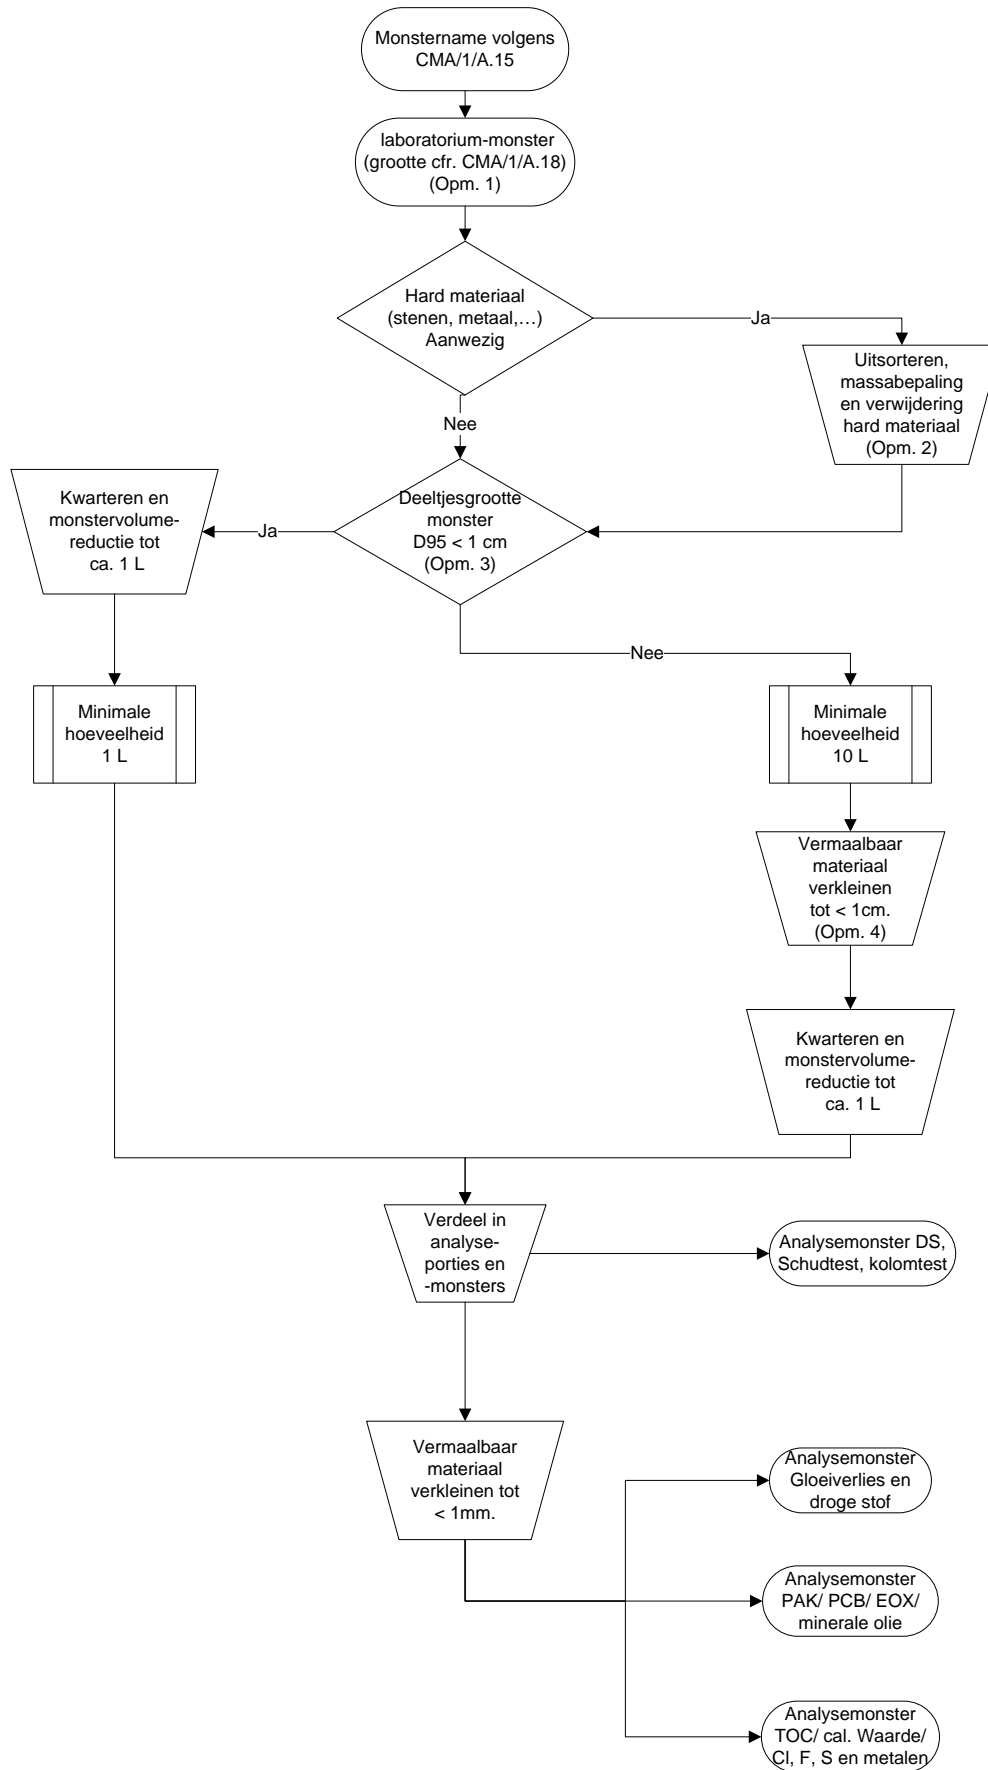 Monstername volgens
CMA/1/A.15
laboratorium-monster
(grootte cfr. CMA/1/A.18)
(Opm. 1)
Hard materiaal
(stenen, metaal,…)
Aanwezig
Ja
Uitsorteren,
massabepaling
en verwijdering
hard materiaal
(Opm. 2)
Nee
Deeltjesgrootte
monster
D95 < 1 cm
(Opm. 3)
Ja
Kwarteren en
monstervolume-
reductie tot
ca. 1 L
Nee
Minimale
hoeveelheid
1 L
Minimale
hoeveelheid
10 L
Vermaalbaar
materiaal
verkleinen
tot < 1cm.
(Opm. 4)
Kwarteren en
monstervolume-
reductie tot
ca. 1 L
Verdeel in
analyse-
porties en
-monsters
Analysemonster DS,
Schudtest, kolomtest
Vermaalbaar
materiaal
verkleinen tot
< 1mm.
Analysemonster
Gloeiverlies en
droge stof
Analysemonster
PAK/ PCB/ EOX/
minerale olie
Analysemonster
TOC/ cal. Waarde/
Cl, F, S en metalen